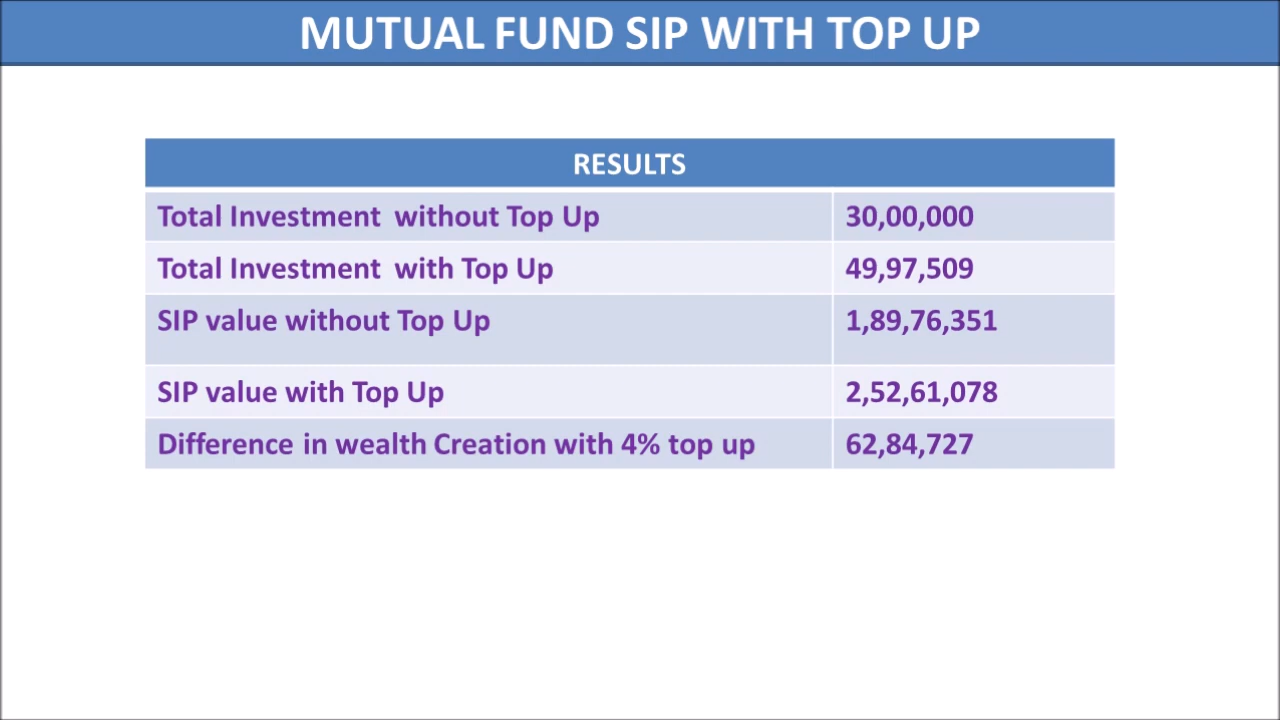 MUTUAL FUND SIP WITH TOP UP
RESULTS
Total Investment  without Top Up 30,00,000
Total Investment  with Top Up 49,97,509
SIP value without Top Up 1,89,76,351
SIP value with Top Up 2,52,61,078
Difference in wealth Creation with 4% top up 62,84,727